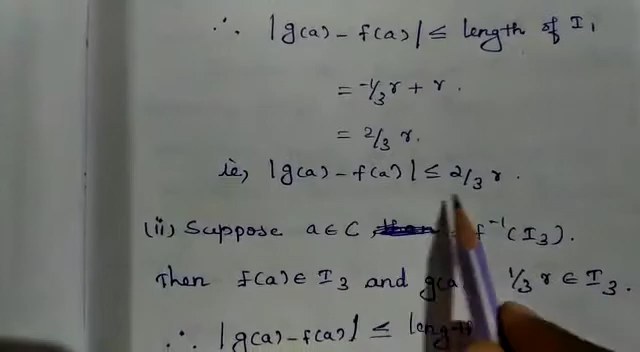 ∴ |g(a) - f(a)| ≤ length of I₁
= -1/3 r + r.
= 2/3 r.
ie, |g(a) - f(a)| ≤ 2/3 r.
(ii) Suppose a ∈ C f⁻¹(I₃).
Then f(a) ∈ I₃ and g(a 1/3 r ∈ I₃.
∴ |g(a) - f(a)| ≤